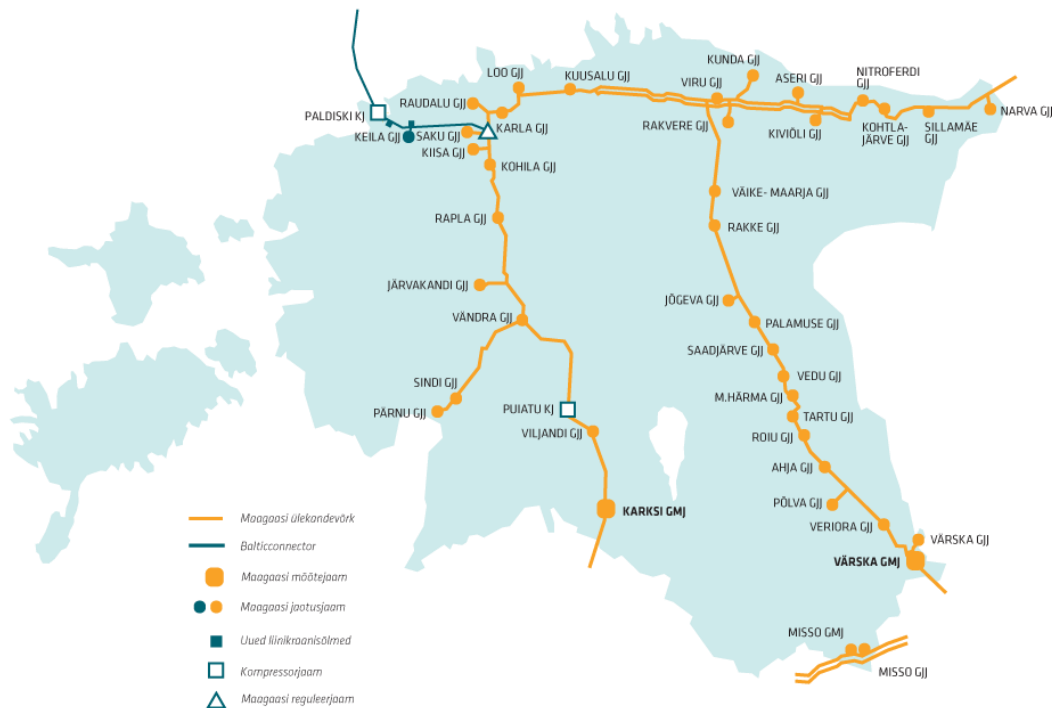 KUNDA GJJ
LOO GJJ
KUUSALU GJJ
VIRU GJJ
ASERI GJJ
NITROFERDI
GJJ
RAUDALU GJJ
PALDISKI KJ
KARLA GJJ
RAKVERE GJJ
KIVIÕLI GJJ
KOHTLA-
JÄRVE GJJ
SILLAMÄE
GJJ
NARVA GJJ
KEILA GJJ
SAKU GJJ
KIISA GJJ
KOHILA GJJ
VÄIKE- MAARJA GJJ
RAPLA GJJ
RAKKE GJJ
JÄRVAKANDI GJJ
JÕGEVA GJJ
VÄNDRA GJJ
PALAMUSE GJJ
SAADJÄRVE GJJ
VEDU GJJ
SINDI GJJ
M.HÄRMA GJJ
PÄRNU GJJ
PUIATU KJ
TARTU GJJ
VILJANDI GJJ
ROIU GJJ
AHJA GJJ
PÕLVA GJJ
KARKSI GMJ
VERIORA GJJ
VÄRSKA GJJ
VÄRSKA GMJ
MISSO GMJ
MISSO GJJ
Maagaasi ülekandevõrk
Balticconnector
Maagaasi mõõtejaam
Maagaasi jaotusjaam
Uued liinikraanisõlmed
Kompressorjaam
Maagaasi reguleerjaam